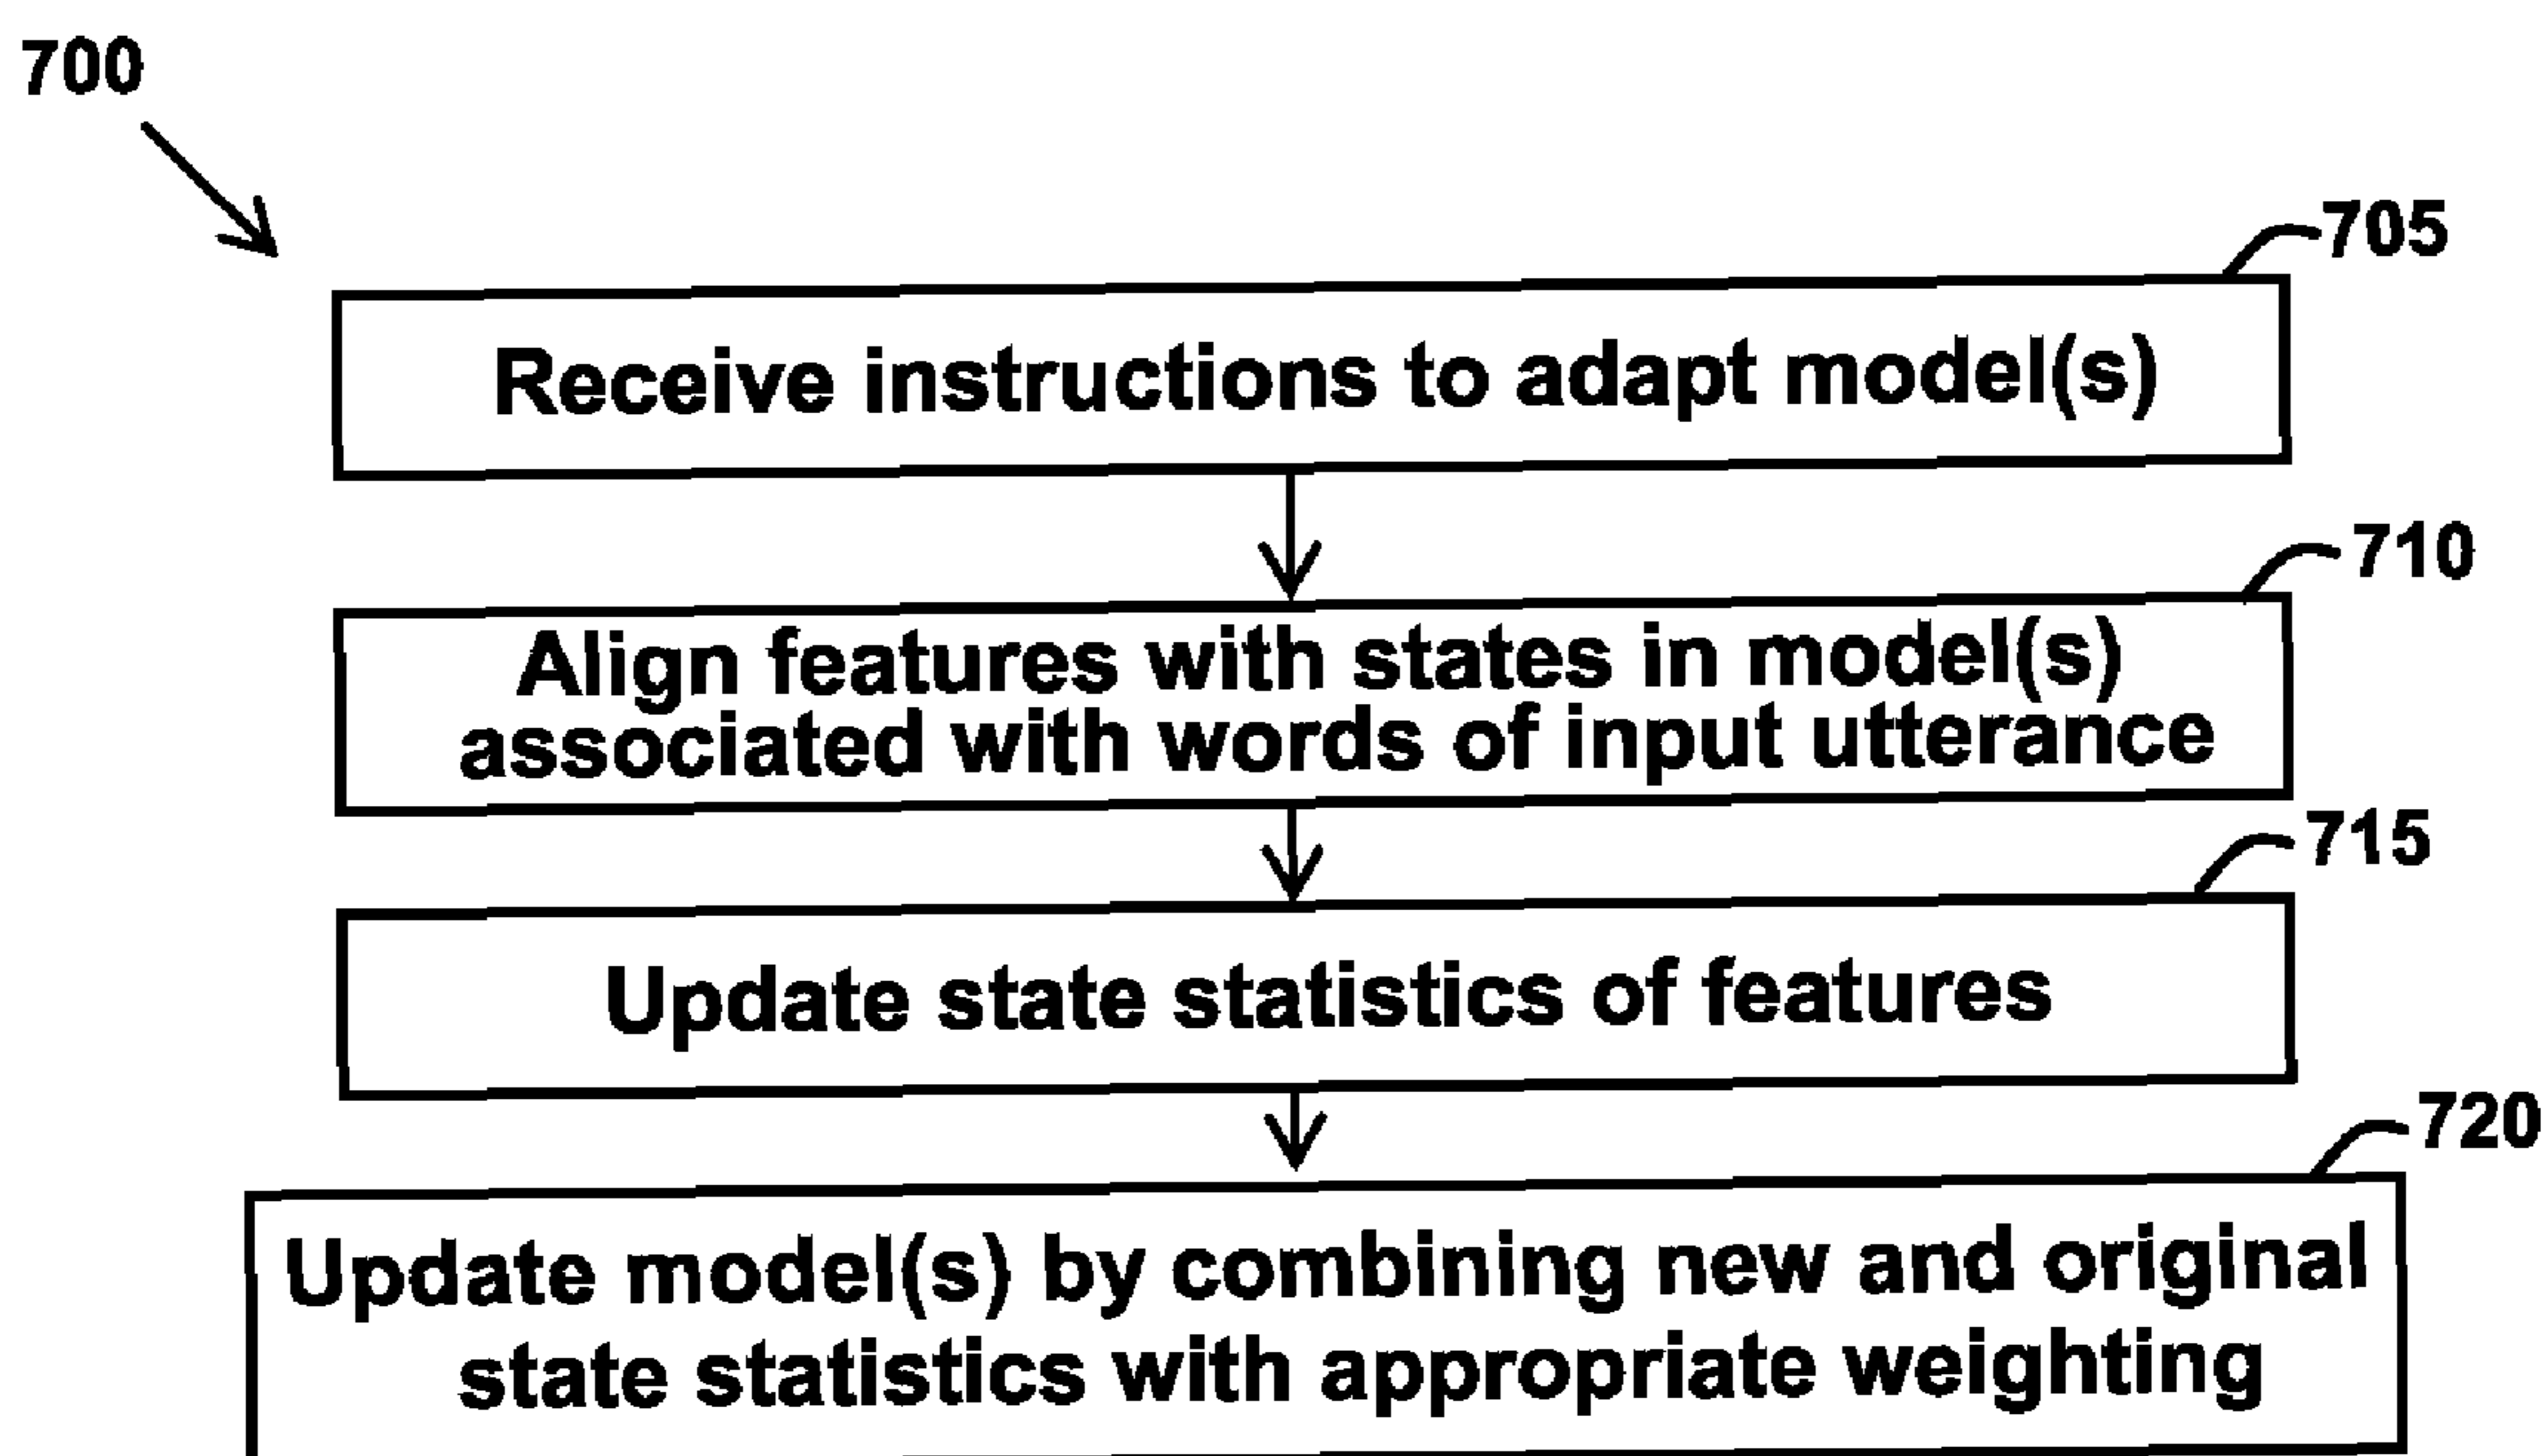 700
705
Receive instructions to adapt model(s)
710
Align features with states in model(s)
associated with words of input utterance
715
Update state statistics of features
720
Update model(s) by combining new and original
state statistics with appropriate weighting